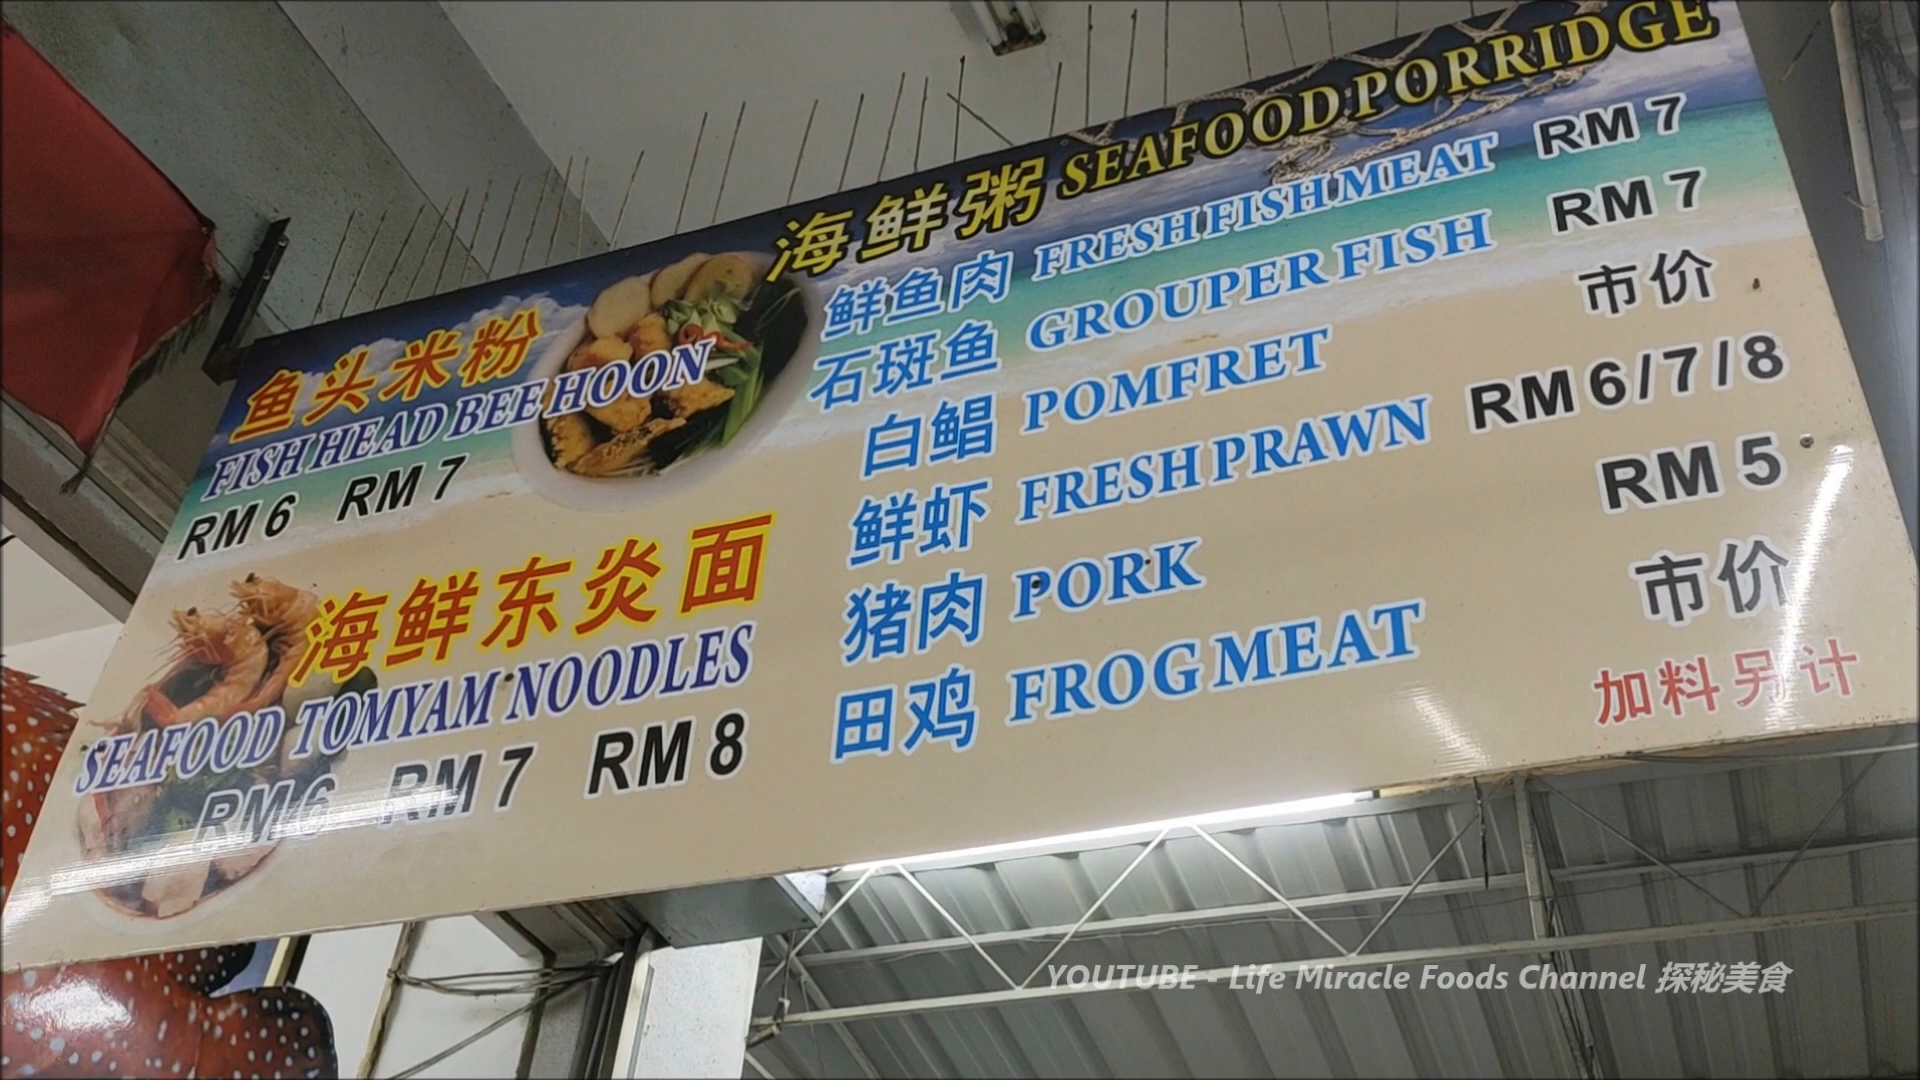 鱼头米粉
FISH HEAD BEE HOON
RM 6 RM 7
海鲜东炎面
SEAFOOD TOMYAM NOODLES
RM 6 RM 7 RM 8
海鲜粥 SEAFOOD PORRIDGE
鲜鱼肉 FRESH FISH MEAT RM 7
石斑鱼 GROUPER FISH RM 7
白鲳 POMFRET 市价
鲜虾 FRESH PRAWN RM 6/7/8
猪肉 PORK RM 5
田鸡 FROG MEAT 市价
加料另计
YOUTUBE - Life Miracle Foods Channel 探秘美食